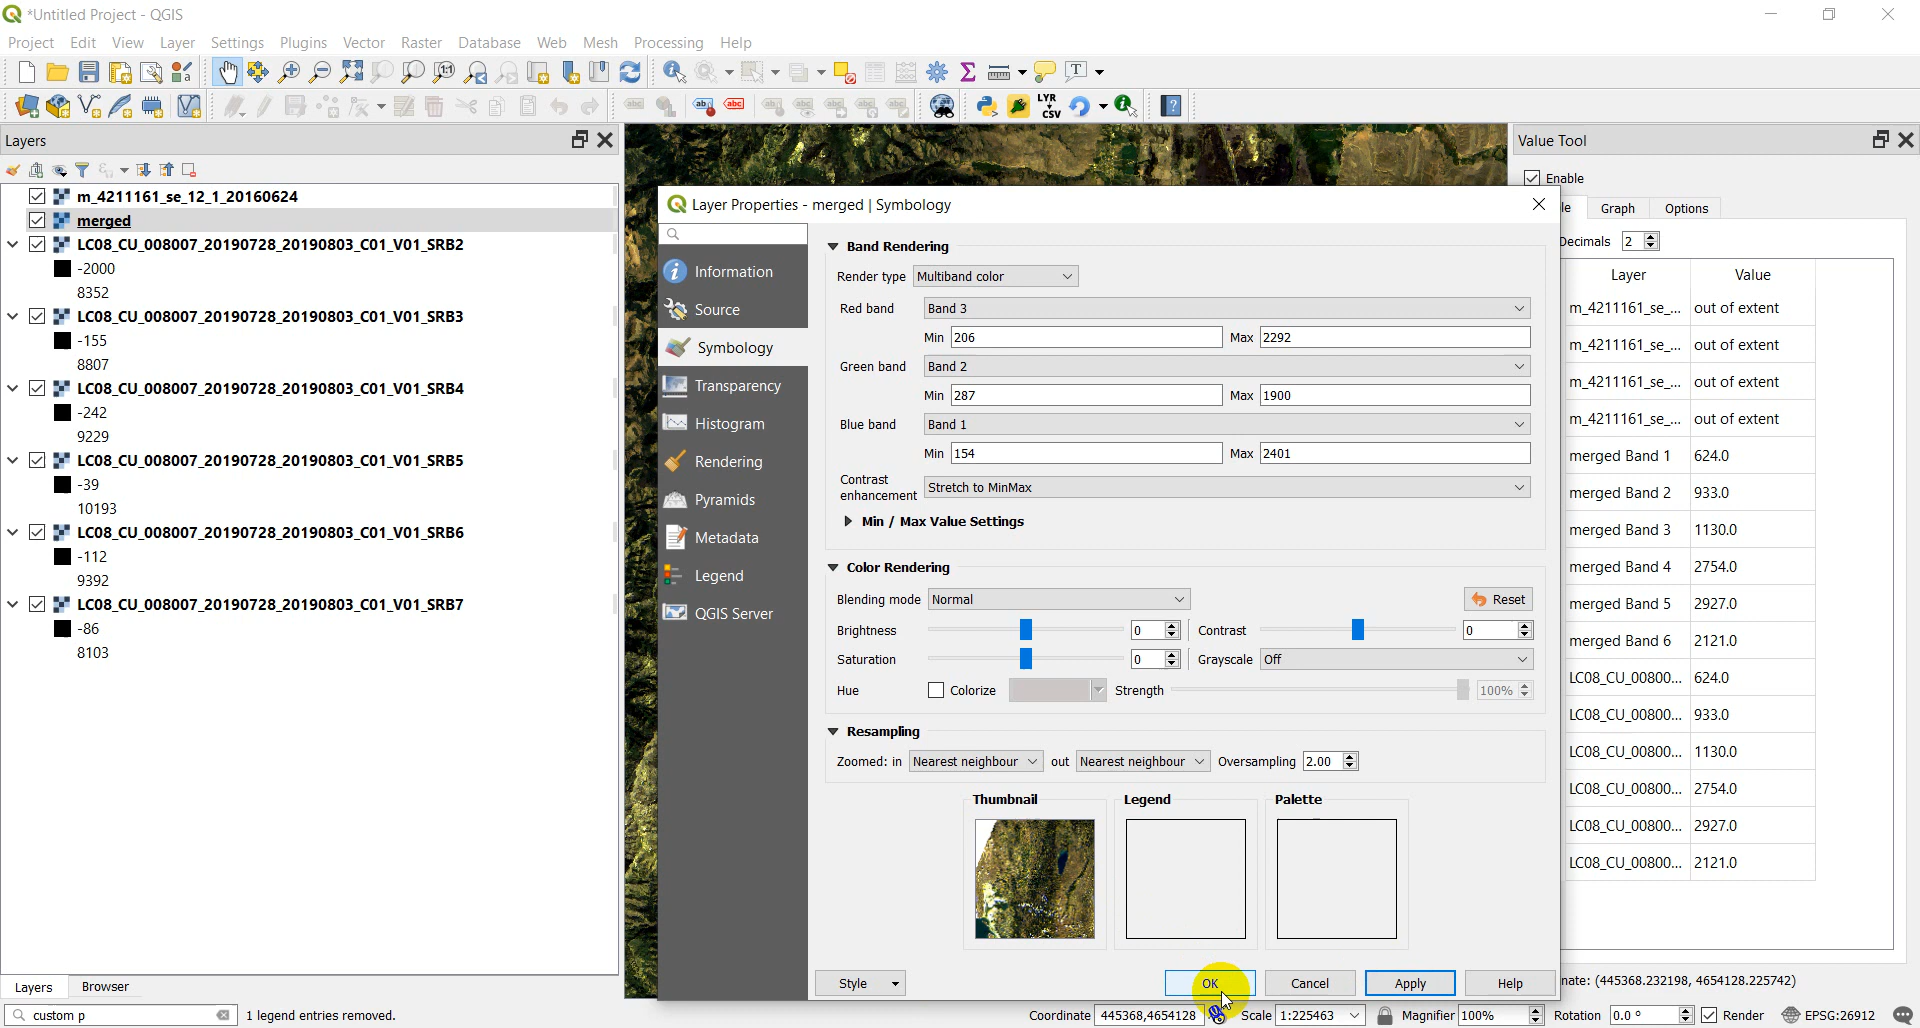 *Untitled Project - QGIS
Project Edit View Layer Settings Plugins Vector Raster Database Web Mesh Processing Help
Layers
Value Tool
m_4211161_se_12_1_20160624
merged
LC08_CU_008007_20190728_20190803_C01_V01_SRB2
-2000
8352
LC08_CU_008007_20190728_20190803_C01_V01_SRB3
-155
8807
LC08_CU_008007_20190728_20190803_C01_V01_SRB4
-242
9229
LC08_CU_008007_20190728_20190803_C01_V01_SRB5
-39
10193
LC08_CU_008007_20190728_20190803_C01_V01_SRB6
-112
9392
LC08_CU_008007_20190728_20190803_C01_V01_SRB7
-86
8103
Layers Browser
Layer Properties - merged | Symbology
Information
Source
Symbology
Transparency
Histogram
Rendering
Pyramids
Metadata
Legend
QGIS Server
Band Rendering
Render type Multiband color
Red band Band 3
Min 206 Max 2292
Green band Band 2
Min 287 Max 1900
Blue band Band 1
Min 154 Max 2401
Contrast enhancement Stretch to MinMax
Min / Max Value Settings
Color Rendering
Blending mode Normal Reset
Brightness 0 Contrast 0
Saturation 0 Grayscale Off
Hue Colorize Strength 100%
Resampling
Zoomed: in Nearest neighbour out Nearest neighbour Oversampling 2.00
Thumbnail Legend Palette
Style OK Cancel Apply Help
Enable
le Graph Options
Decimals 2
Layer Value
m_4211161_se_... out of extent
m_4211161_se_... out of extent
m_4211161_se_... out of extent
m_4211161_se_... out of extent
merged Band 1 624.0
merged Band 2 933.0
merged Band 3 1130.0
merged Band 4 2754.0
merged Band 5 2927.0
merged Band 6 2121.0
LC08_CU_00800... 624.0
LC08_CU_00800... 933.0
LC08_CU_00800... 1130.0
LC08_CU_00800... 2754.0
LC08_CU_00800... 2927.0
LC08_CU_00800... 2121.0
nate: (445368.232198, 4654128.225742)
custom p 1 legend entries removed. Coordinate 445368,4654128 Scale 1:225463 Magnifier 100% Rotation 0.0 ° Render EPSG:26912